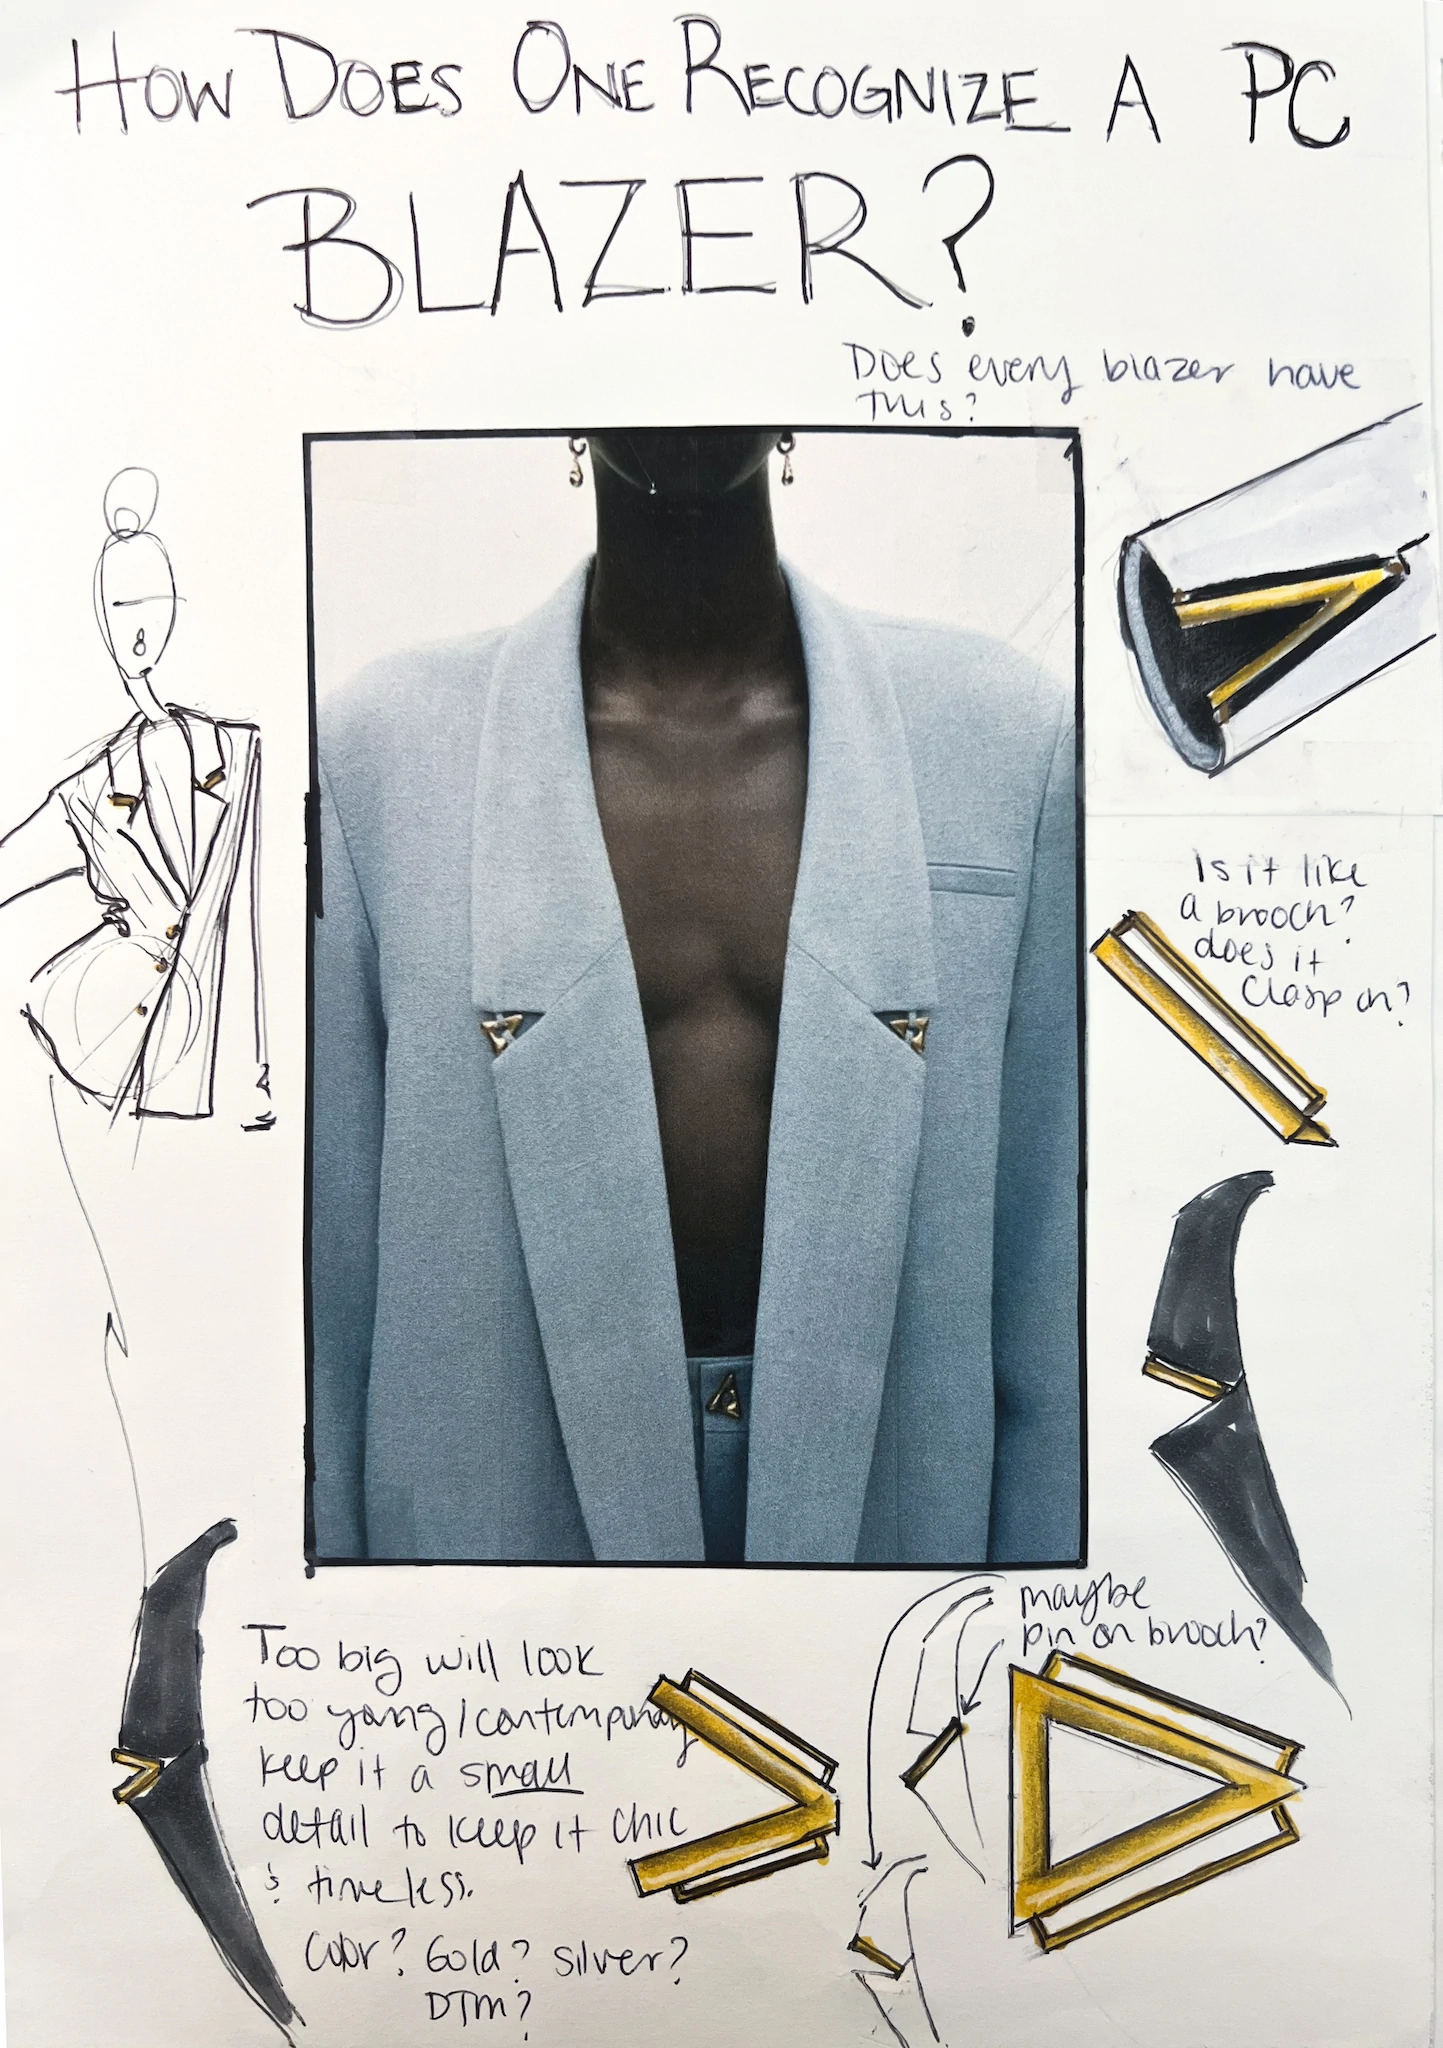 HOW DOES ONE RECOGNIZE A PC
BLAZER?
Does every blazer have
this?
Is it like
a brooch?
does it
Clasp on?
maybe
pin on brooch?
Too big will look
too yong/contemporary
keep it a small
detail to keep it chic
& timeless.
Color? Gold? silver?
DTM?